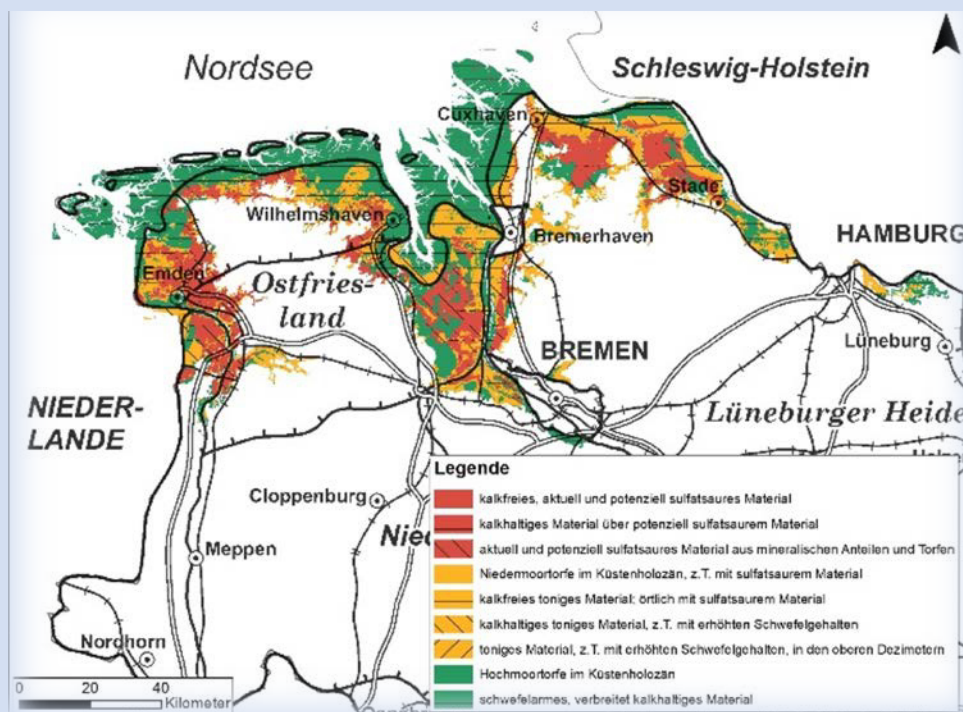 Nordsee
Schleswig-Holstein
Cuxhaven
Stade
Wilhelmshaven
Bremerhaven
HAMBURG
Emden
Ostfries-
land
Lüneburg
BREMEN
NIEDER-
LANDE
Lüneburger Heide
Cloppenburg
Meppen
Nordhorn
0 20 40
Kilometer
Legende
kalkfreies, aktuell und potenziell sulfatsaures Material
kalkhaltiges Material über potenziell sulfatsaurem Material
aktuell und potenziell sulfatsaures Material aus mineralischen Anteilen und Torfen
Niedermoortorfe im Küstenholozän, z.T. mit sulfatsaurem Material
kalkfreies toniges Material; örtlich mit sulfatsaurem Material
kalkhaltiges toniges Material, z.T. mit erhöhten Schwefelgehalten
toniges Material, z.T. mit erhöhten Schwefelgehalten, in den oberen Dezimetern
Hochmoortorfe im Küstenholozän
schwefelarmes, verbreitet kalkhaltiges Material